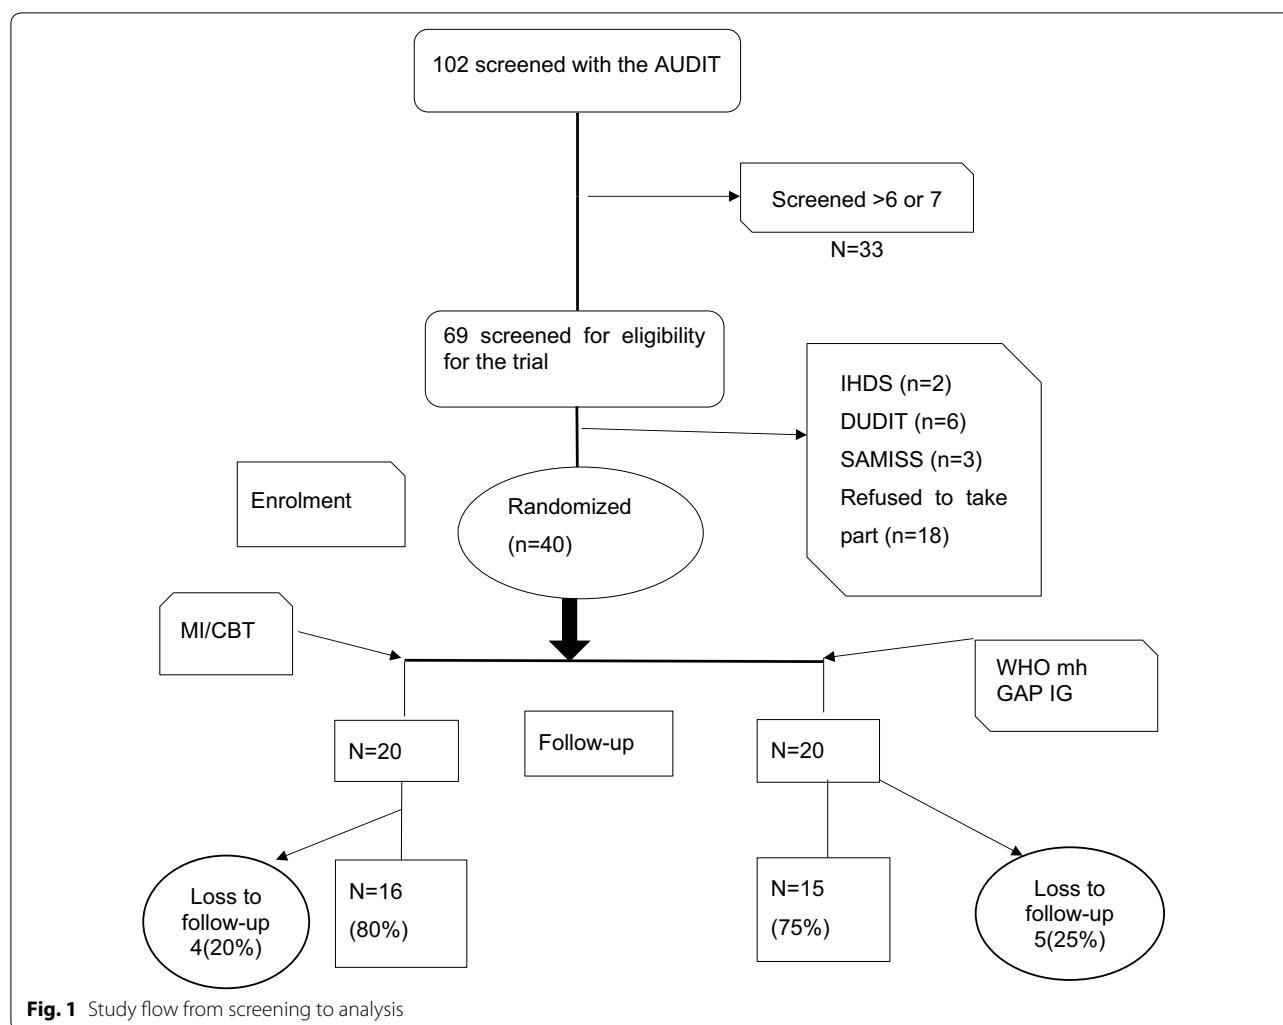 102 screened with the AUDIT
Screened >6 or 7
N=33
69 screened for eligibility
for the trial
IHDS (n=2)
DUDIT (n=6)
SAMISS (n=3)
Refused to take
part (n=18)
Enrolment
Randomized
(n=40)
MI/CBT
WHO mh
GAP IG
N=20
Follow-up
N=20
Loss to
follow-up
4(20%)
N=16
(80%)
N=15
(75%)
Loss to
follow-up
5(25%)
Fig. 1 Study flow from screening to analysis